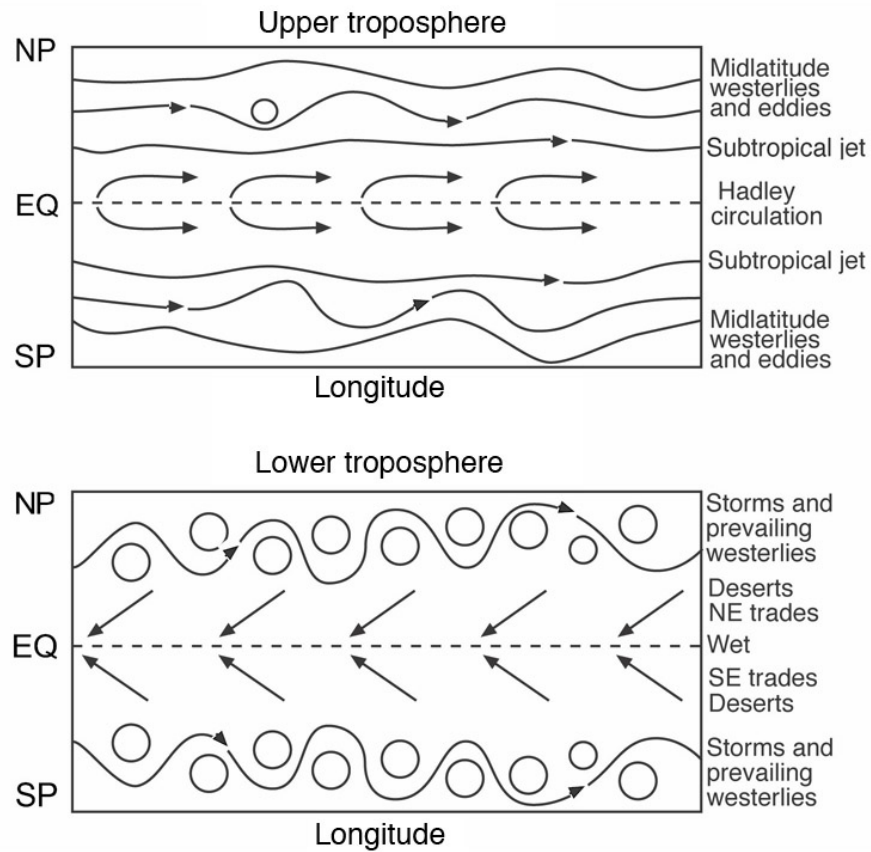 Upper troposphere
NP
Midlatitude
westerlies
and eddies
Subtropical jet
EQ
Hadley
circulation
Subtropical jet
Midlatitude
westerlies
and eddies
SP
Longitude
Lower troposphere
NP
Storms and
prevailing
westerlies
Deserts
NE trades
EQ
Wet
SE trades
Deserts
Storms and
prevailing
westerlies
SP
Longitude